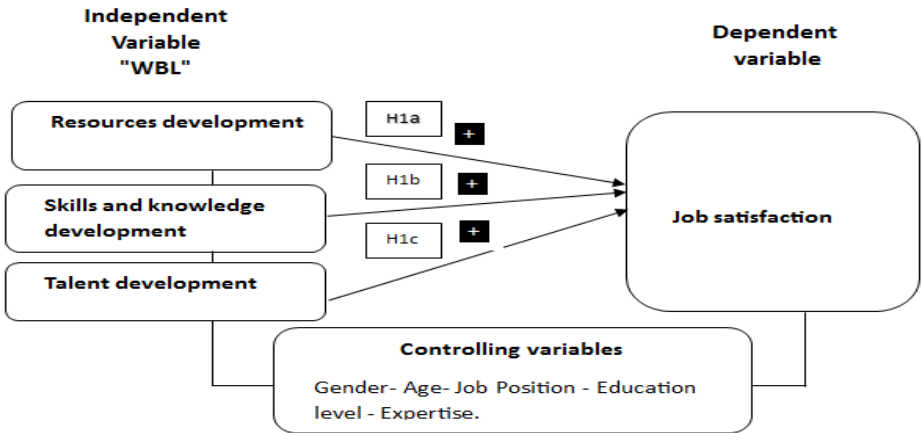 Independent
Variable
"WBL"
Dependent
variable
Resources development
H1a
+
Skills and knowledge
development
H1b
+
Talent development
H1c
+
Job satisfaction
Controlling variables
Gender- Age- Job Position - Education
level - Expertise.